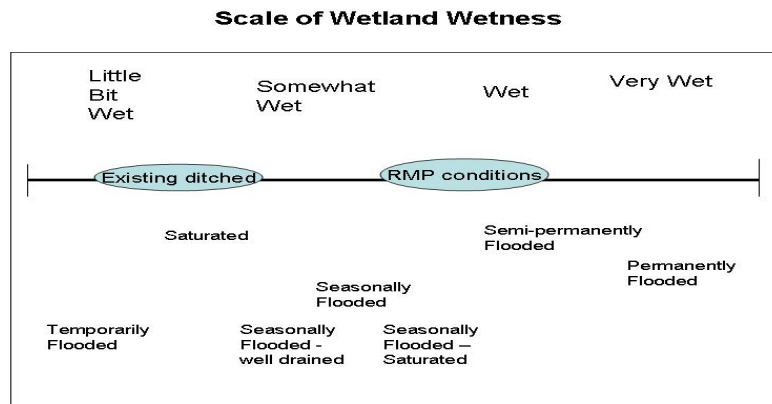 Scale of Wetland Wetness
Little
Bit
Wet
Somewhat
Wet
Wet
Very Wet
Existing ditched
RMP conditions
Saturated
Semi-permanently
Flooded
Permanently
Flooded
Seasonally
Flooded
Temporarily
Flooded
Seasonally
Flooded -
well drained
Seasonally
Flooded –
Saturated